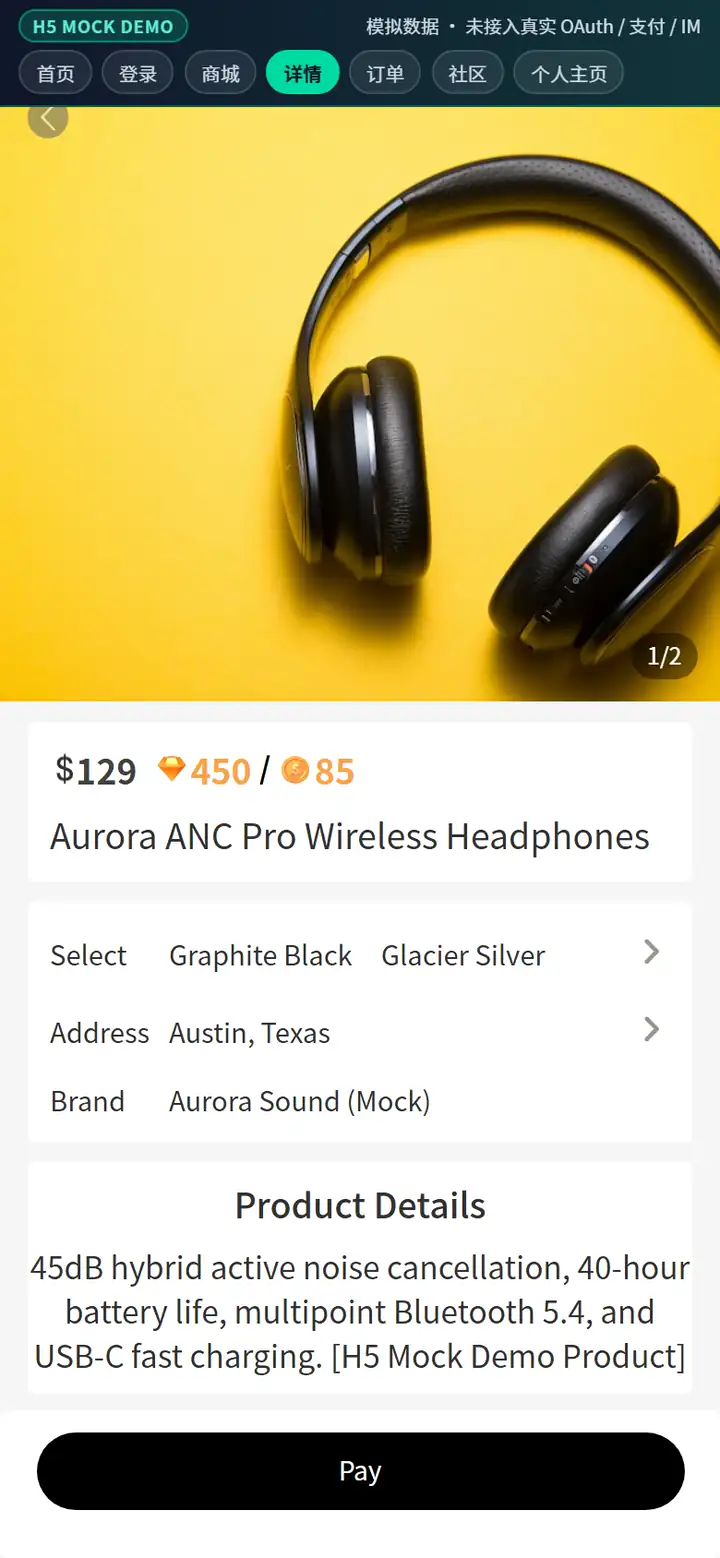 H5 MOCK DEMO
模拟数据 · 未接入真实 OAuth / 支付 / IM
首页 登录 商城 详情 订单 社区 个人主页
1/2
$129 450 / 85
Aurora ANC Pro Wireless Headphones
Select Graphite Black Glacier Silver
Address Austin, Texas
Brand Aurora Sound (Mock)
Product Details
45dB hybrid active noise cancellation, 40-hour
battery life, multipoint Bluetooth 5.4, and
USB-C fast charging. [H5 Mock Demo Product]
Pay